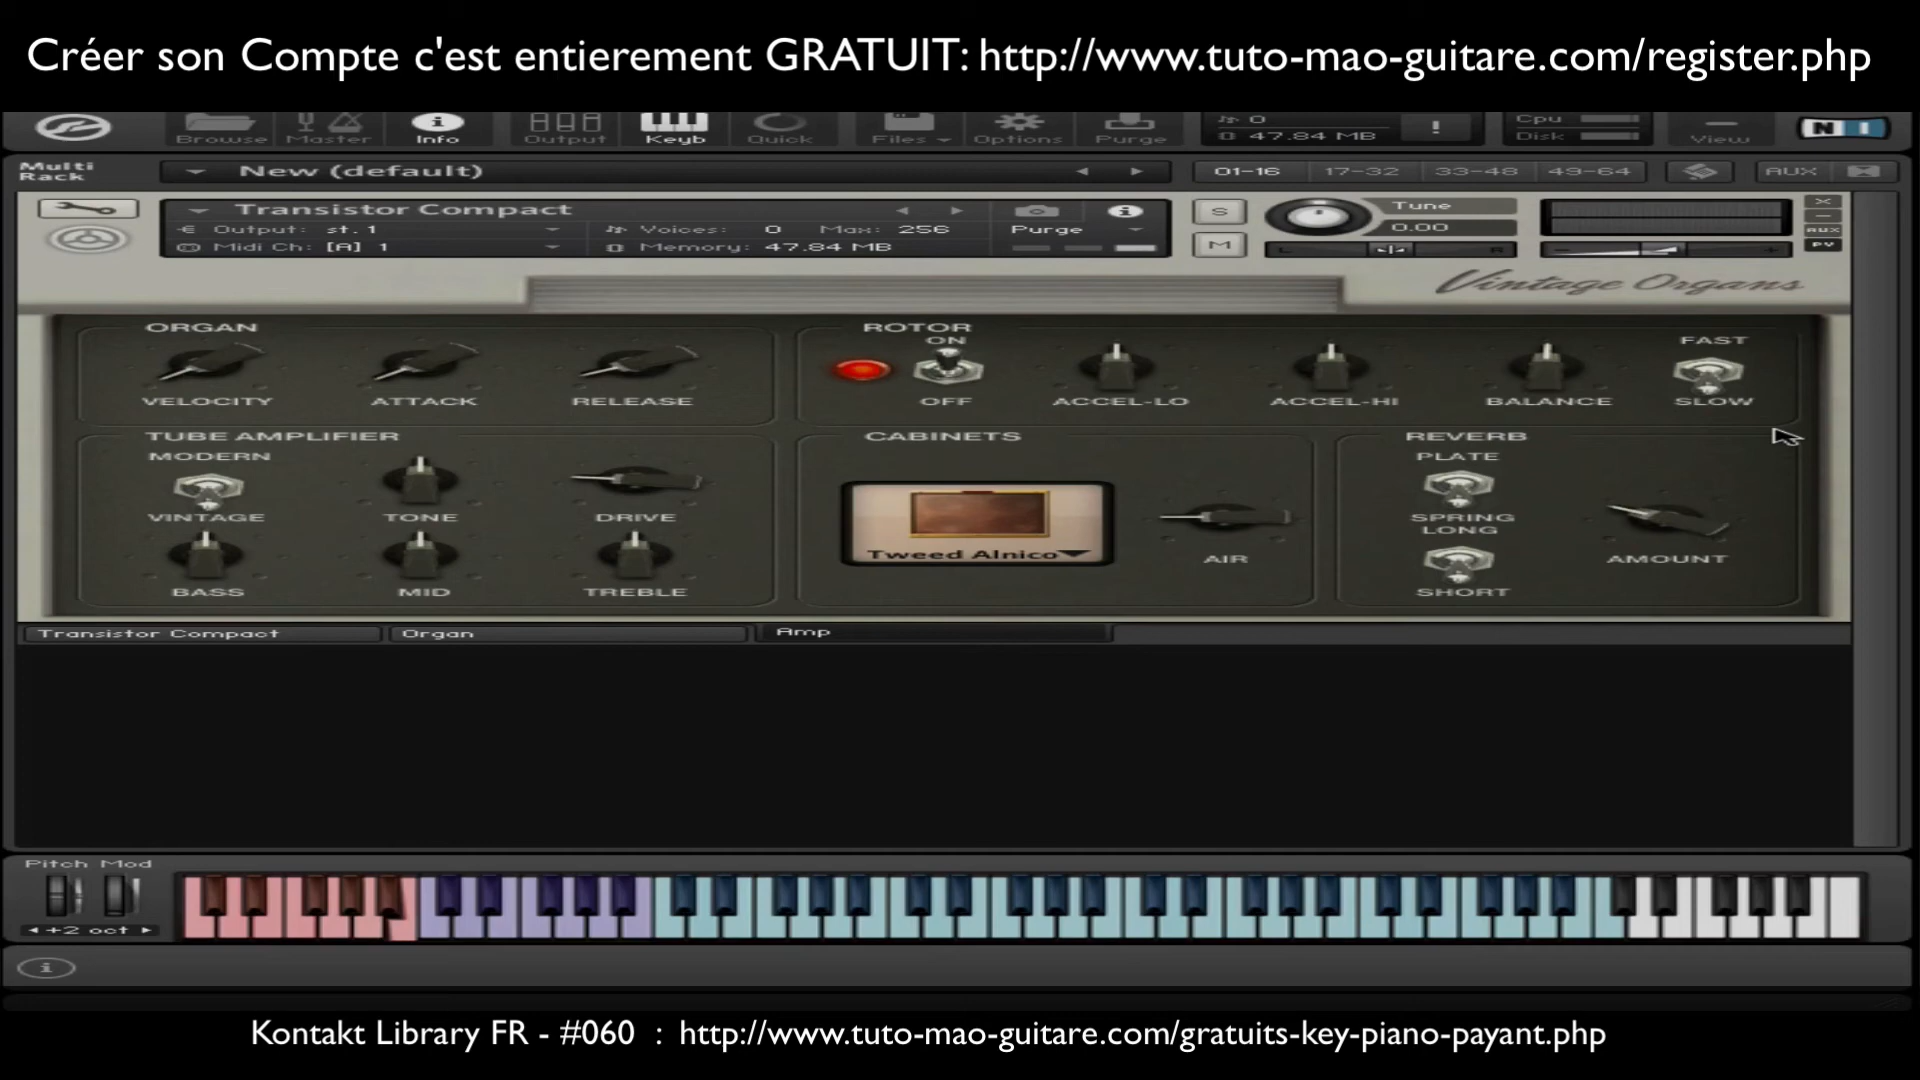 Créer son Compte c'est entierement GRATUIT: http://www.tuto-mao-guitare.com/register.php
Browse Master Info Output Keyb Quick Files Options Purge 0 47.84 MB ! Cpu Disk View N I
Multi Rack New (default) 01-16 17-32 33-48 49-64 AUX
Transistor Compact S Tune
Output: st.1 Voices: 0 Max: 256 Purge 0.00 AUX
Midi Ch: [A] 1 Memory: 47.84 MB M L R PV
Vintage Organs
ORGAN ROTOR
ON FAST
VELOCITY ATTACK RELEASE OFF ACCEL-LO ACCEL-HI BALANCE SLOW
TUBE AMPLIFIER CABINETS REVERB
MODERN PLATE
VINTAGE TONE DRIVE SPRING
LONG
Tweed Alnico AIR AMOUNT
BASS MID TREBLE SHORT
Transistor Compact Organ Amp
Pitch Mod
+2 oct
Kontakt Library FR - #060 : http://www.tuto-mao-guitare.com/gratuits-key-piano-payant.php